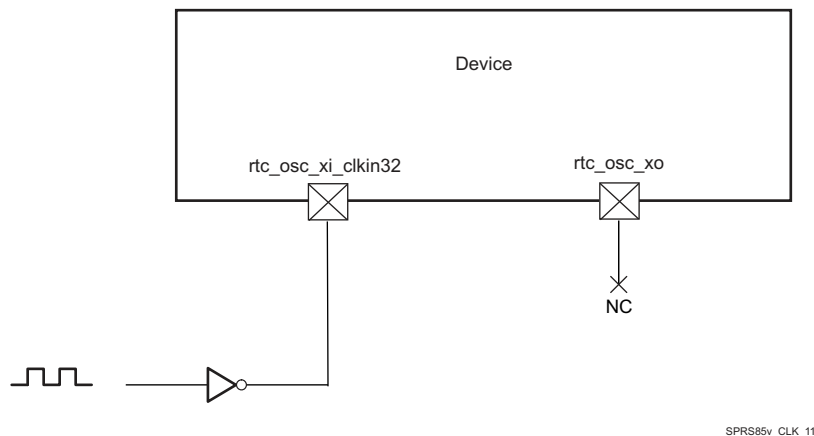 Device
rtc_osc_xi_clkin32
rtc_osc_xo
NC
SPRS85v_CLK_11